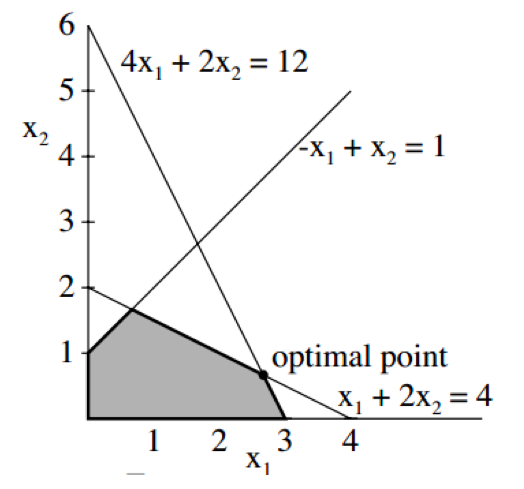 6
4x₁ + 2x₂ = 12
5
x₂
4
-x₁ + x₂ = 1
3
2
1
optimal point
x₁ + 2x₂ = 4
1 2 3 4
x₁